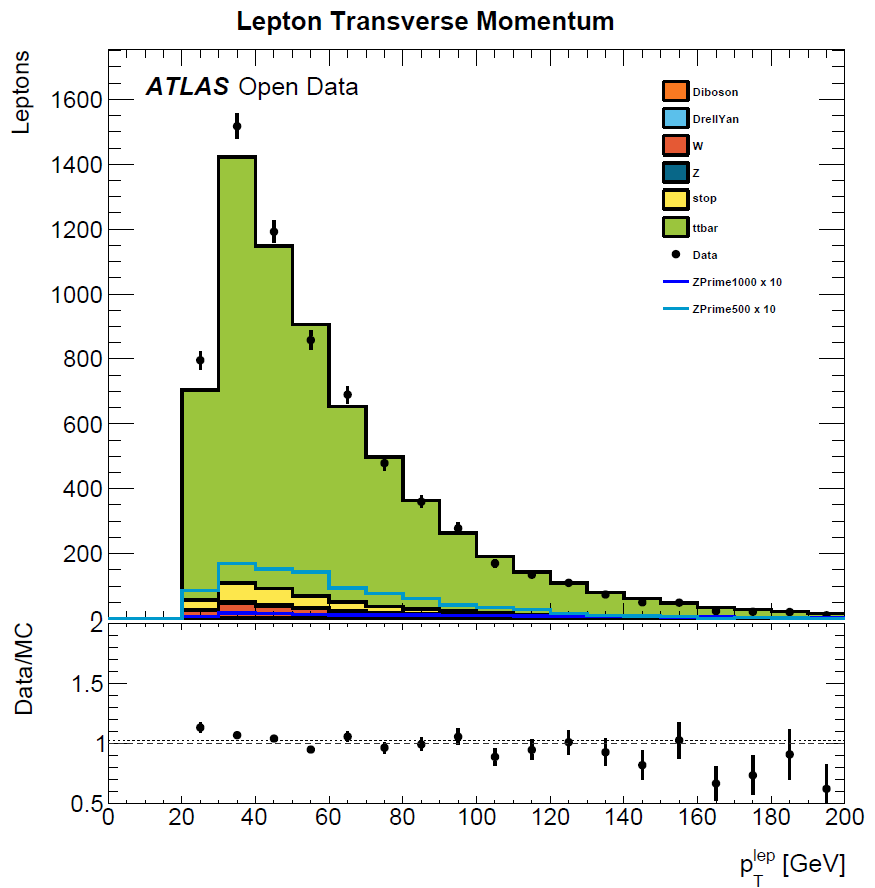 Lepton Transverse Momentum
Leptons
ATLAS Open Data
1600
1400
1200
1000
800
600
400
200
0
Diboson
DrellYan
W
Z
stop
ttbar
Data
ZPrime1000 x 10
ZPrime500 x 10
Data/MC
2
1.5
1
0.5
0 20 40 60 80 100 120 140 160 180 200
p_T^lep [GeV]